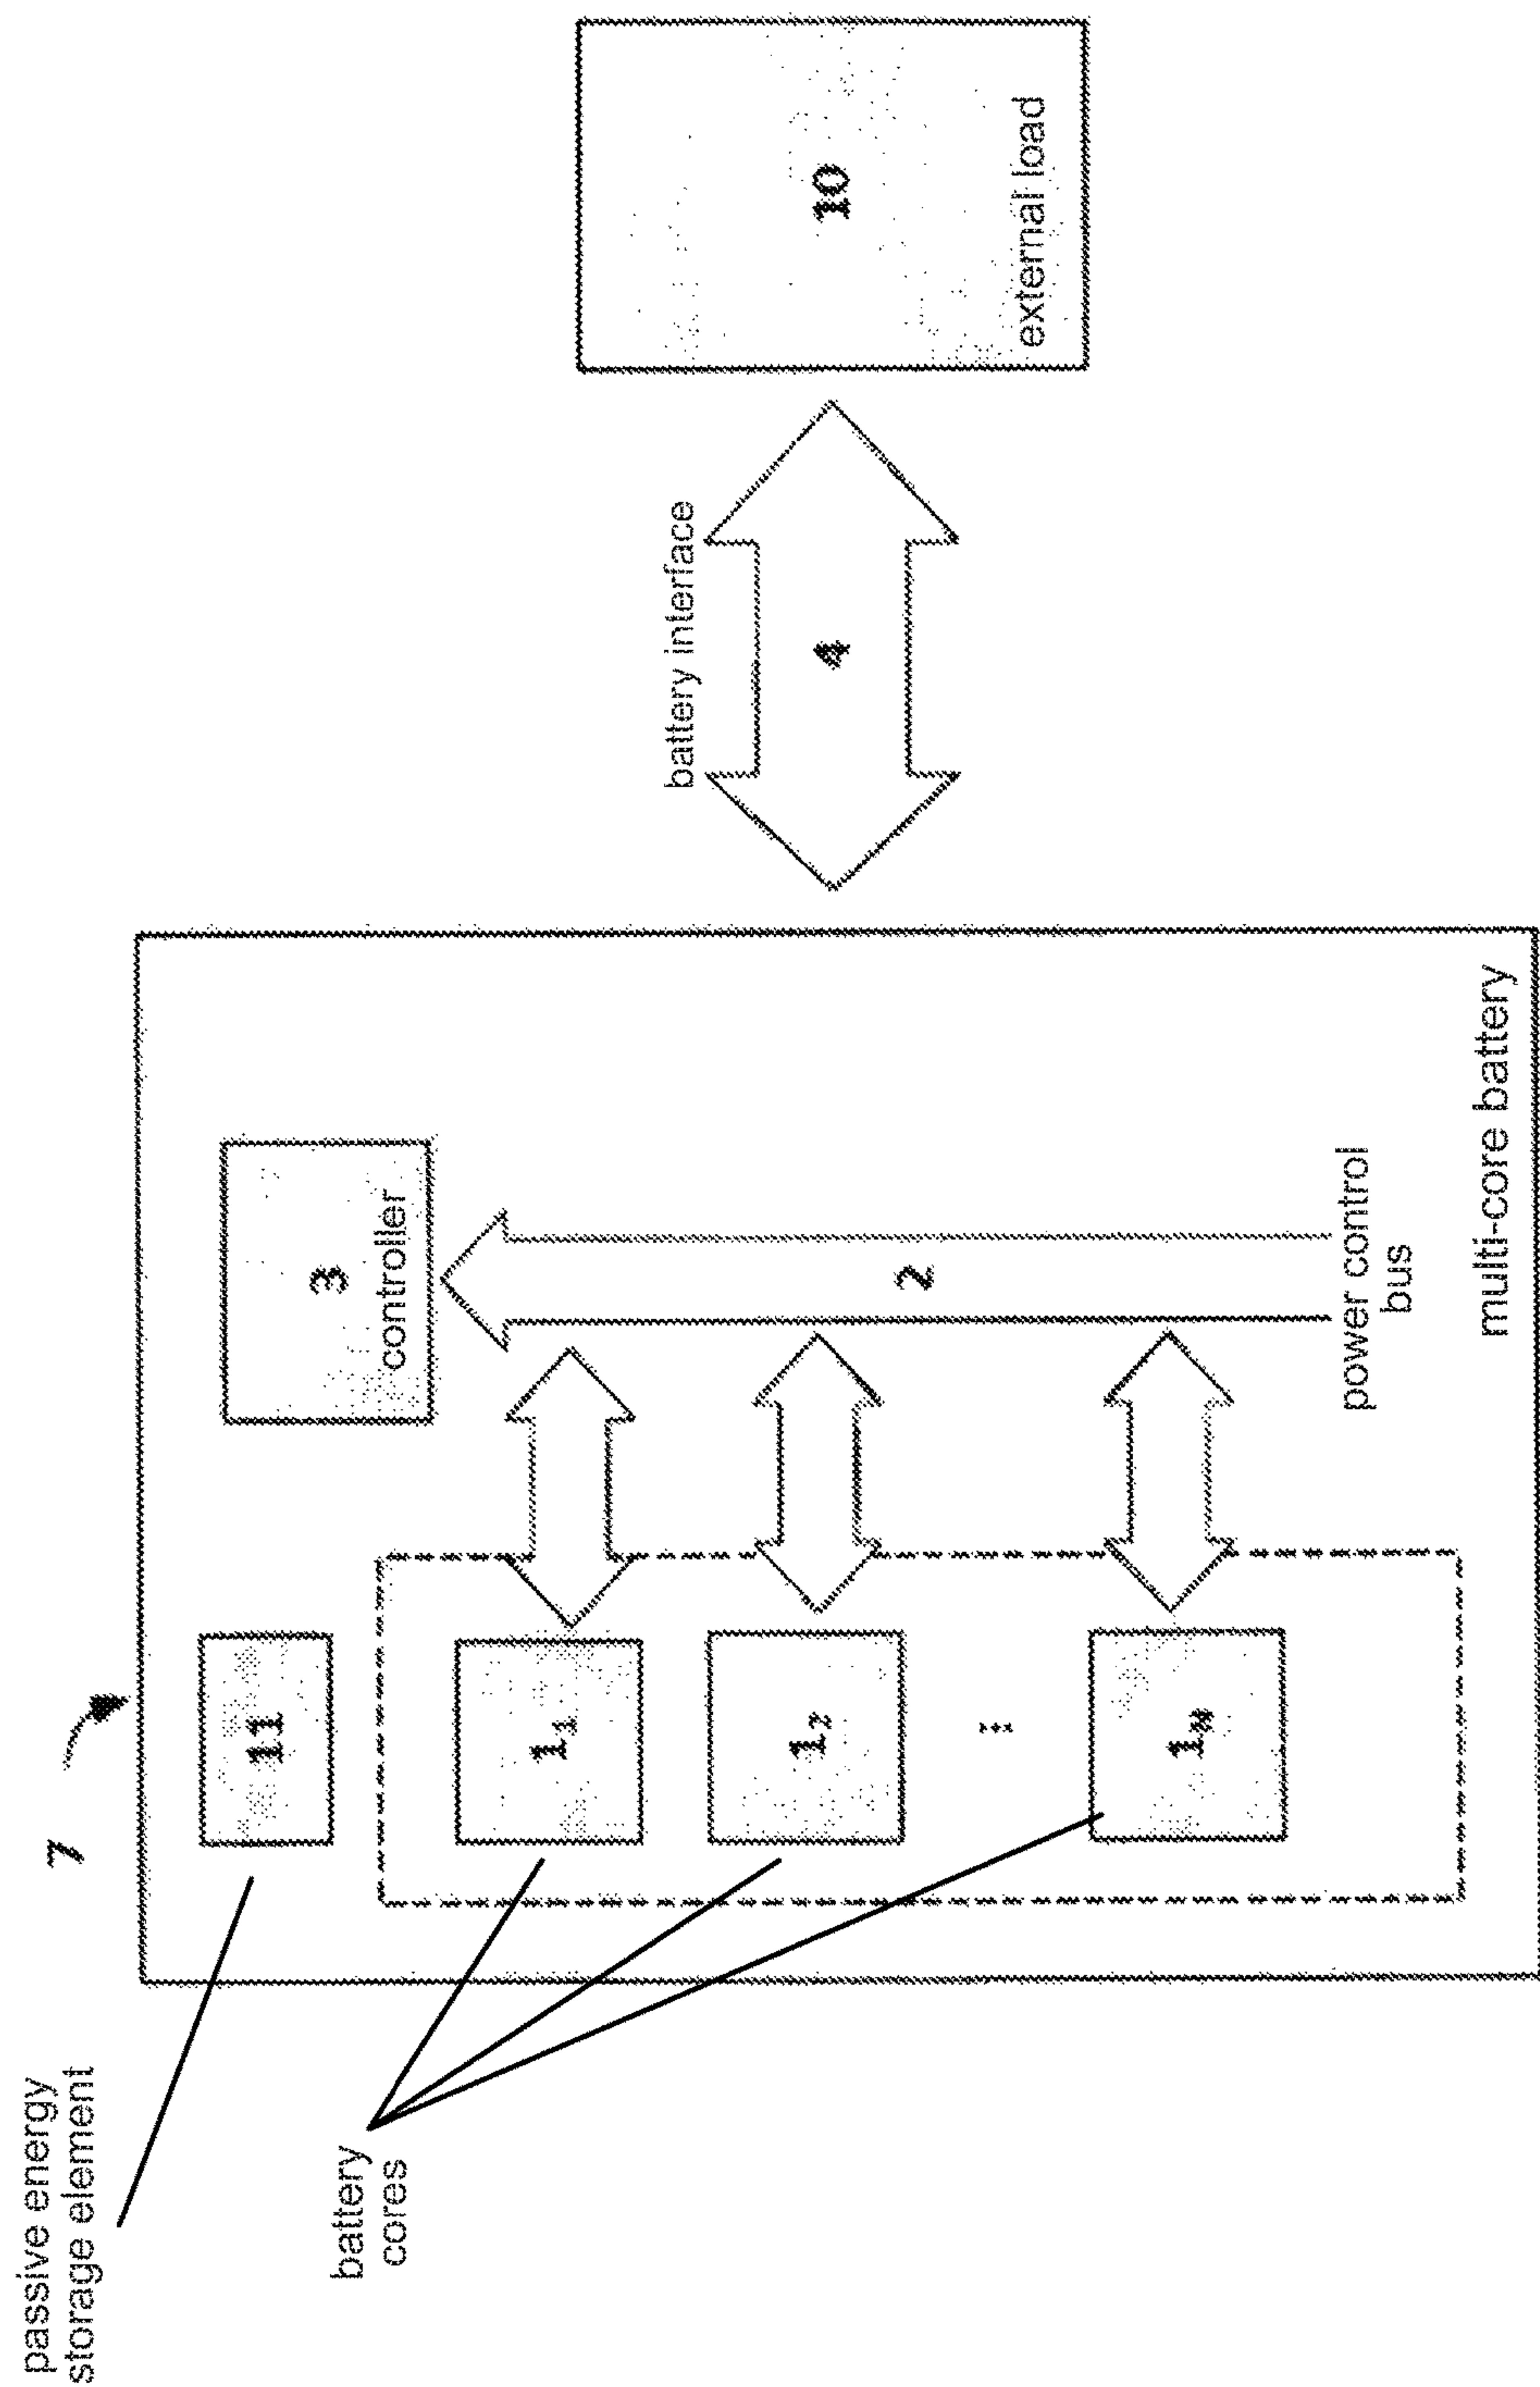 passive energy
storage element
7
11
3
controller
battery
cores
1₁
1₂
...
1N
2
power control
bus
multi-core battery
battery interface
4
10
external load